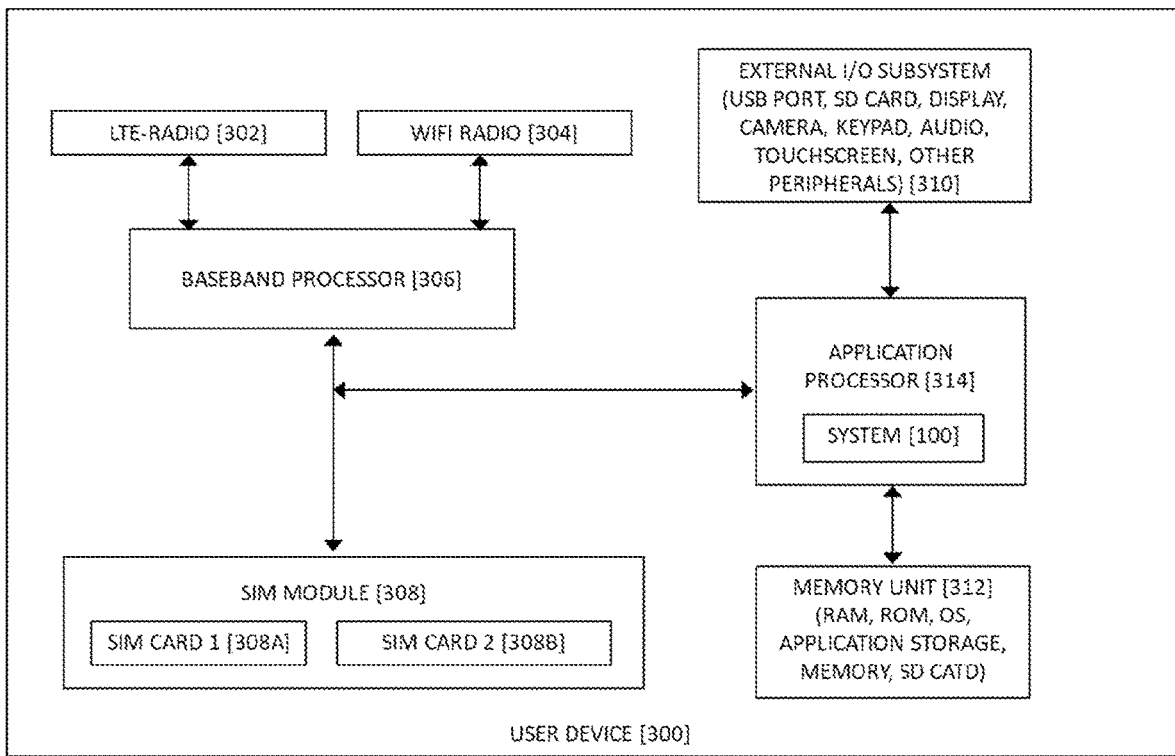 LTE-RADIO [302]
WIFI RADIO [304]
EXTERNAL I/O SUBSYSTEM
(USB PORT, SD CARD, DISPLAY,
CAMERA, KEYPAD, AUDIO,
TOUCHSCREEN, OTHER
PERIPHERALS) [310]
BASEBAND PROCESSOR [306]
APPLICATION
PROCESSOR [314]
SYSTEM [100]
SIM MODULE [308]
SIM CARD 1 [308A]
SIM CARD 2 [308B]
MEMORY UNIT [312]
(RAM, ROM, OS,
APPLICATION STORAGE,
MEMORY, SD CATD)
USER DEVICE [300]